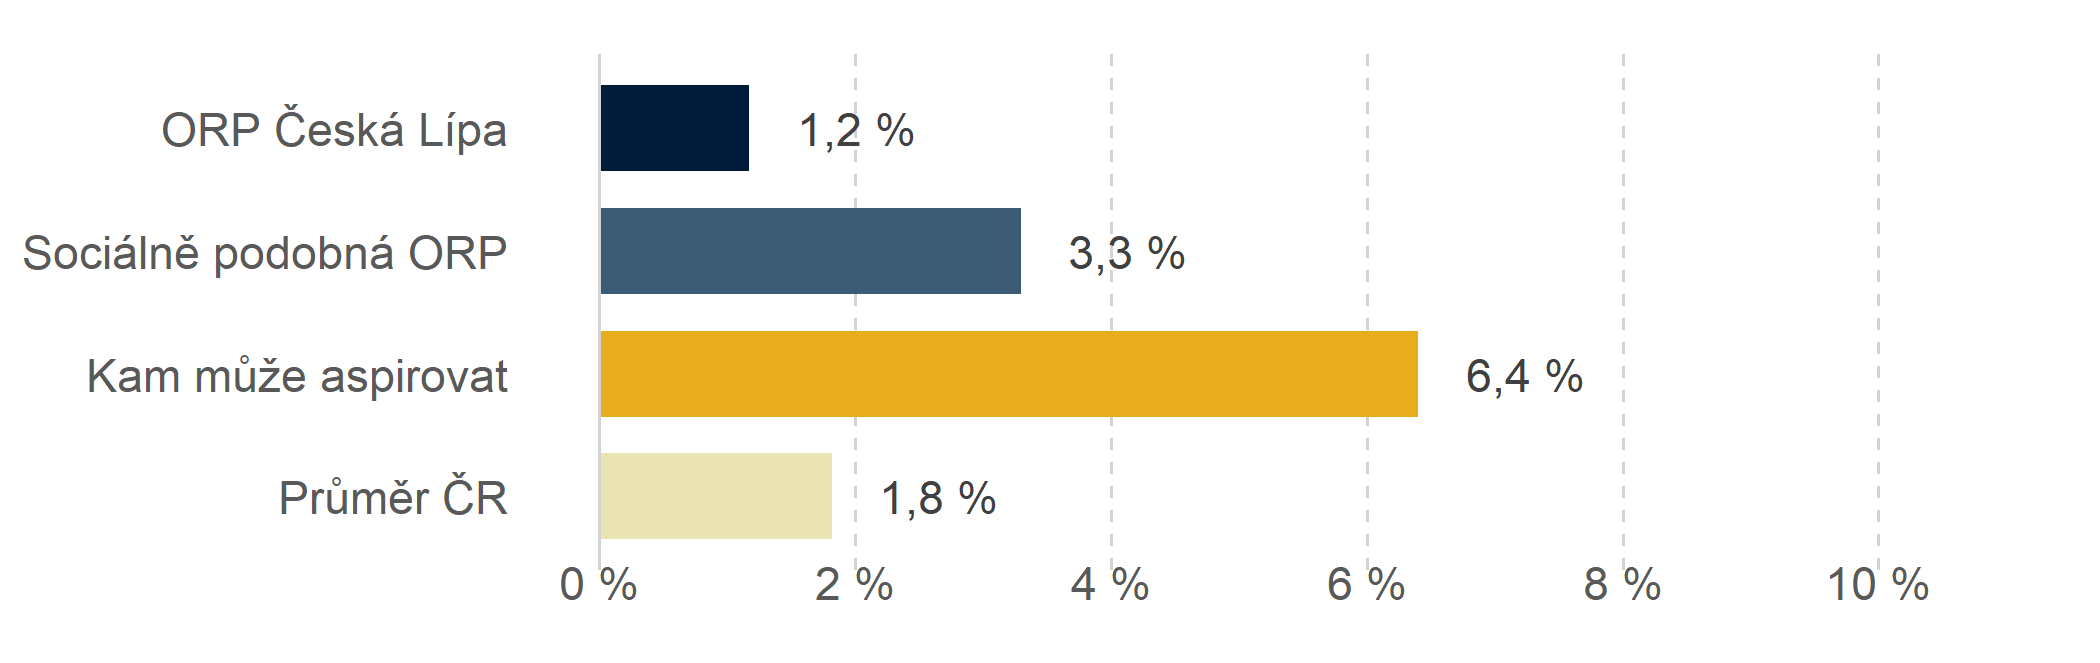 ORP Česká Lípa
1,2 %
Sociálně podobná ORP
3,3 %
Kam může aspirovat
6,4 %
Průměr ČR
1,8 %
0 % 2 % 4 % 6 % 8 % 10 %